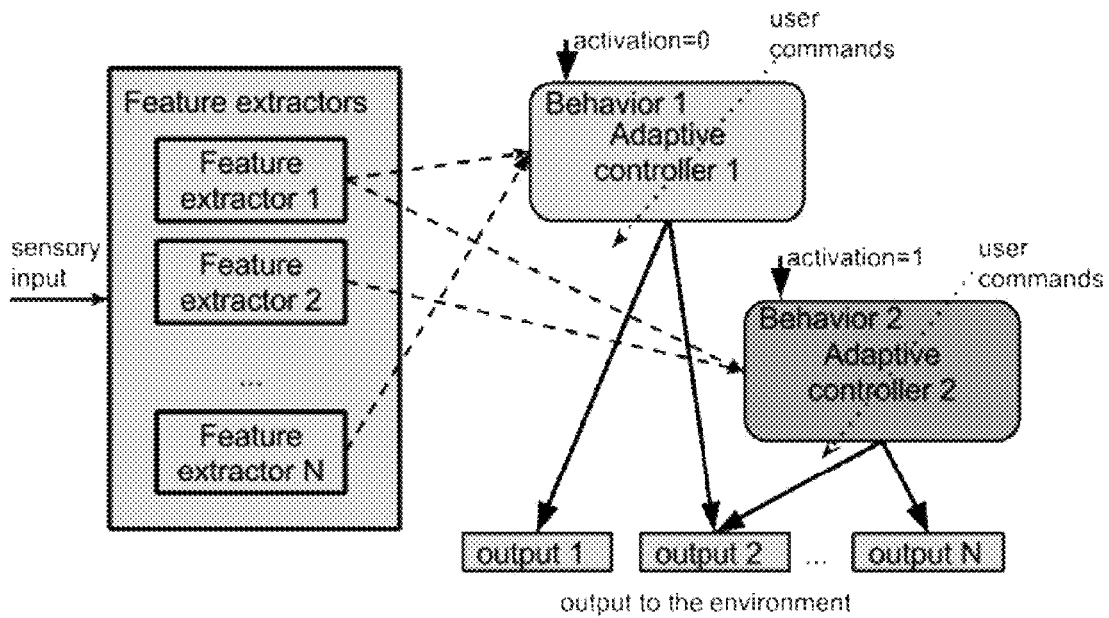 activation=0
user
commands
Feature extractors
Behavior 1
Adaptive
controller 1
Feature
extractor 1
sensory
input
Feature
extractor 2
activation=1
user
commands
Behavior 2
Adaptive
controller 2
...
Feature
extractor N
output 1
output 2
...
output N
output to the environment